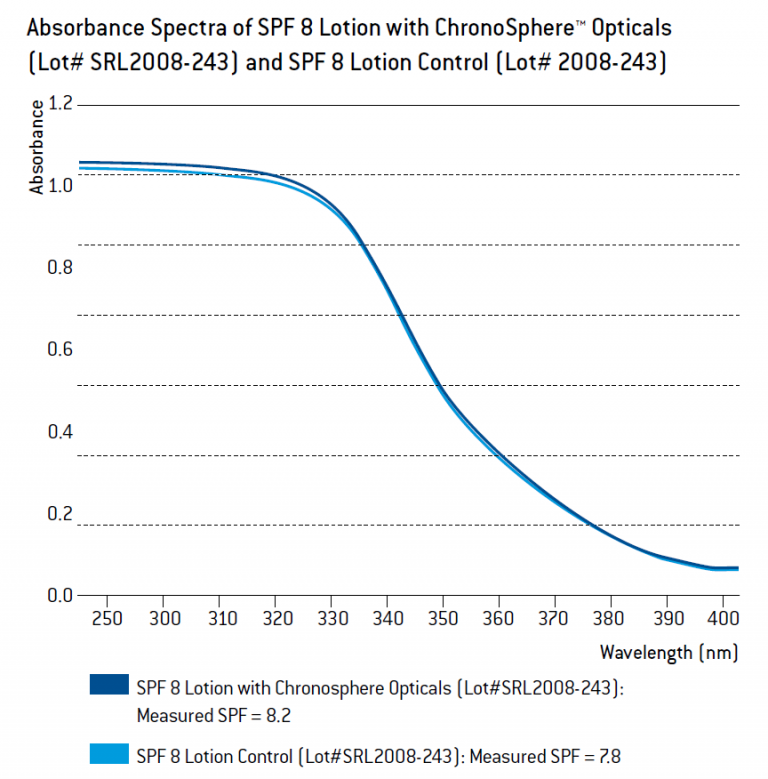 Absorbance Spectra of SPF 8 Lotion with ChronoSphere™ Opticals
(Lot# SRL2008-243) and SPF 8 Lotion Control (Lot# 2008-243)
Absorbance
1.2
1.0
0.8
0.6
0.4
0.2
0.0
250 300 310 320 330 340 350 360 370 380 390 400
Wavelength (nm)
SPF 8 Lotion with Chronosphere Opticals (Lot#SRL2008-243):
Measured SPF = 8.2
SPF 8 Lotion Control (Lot#SRL2008-243): Measured SPF = 7.8